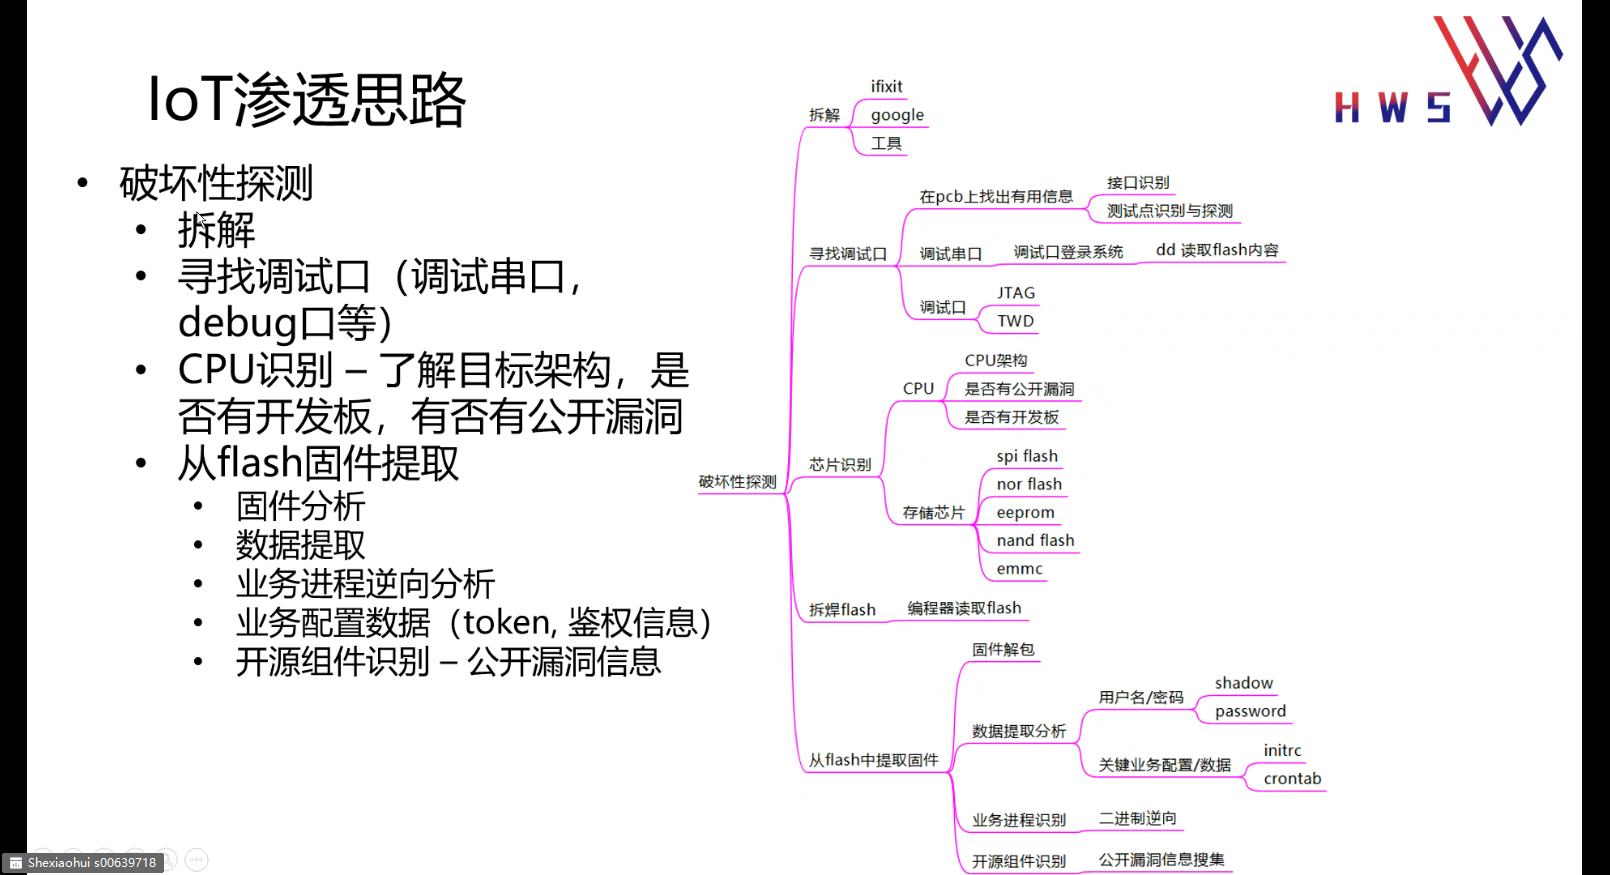 IoT渗透思路
HWS
• 破坏性探测
• 拆解
• 寻找调试口（调试串口，
debug口等）
• CPU识别 – 了解目标架构，是
否有开发板，有否有公开漏洞
• 从flash固件提取
• 固件分析
• 数据提取
• 业务进程逆向分析
• 业务配置数据（token, 鉴权信息）
• 开源组件识别 – 公开漏洞信息
破坏性探测
拆解
ifixit
google
工具
寻找调试口
在pcb上找出有用信息
接口识别
测试点识别与探测
调试串口
调试口登录系统
dd 读取flash内容
调试口
JTAG
TWD
芯片识别
CPU
CPU架构
是否有公开漏洞
是否有开发板
存储芯片
spi flash
nor flash
eeprom
nand flash
emmc
拆焊flash
编程器读取flash
从flash中提取固件
固件解包
数据提取分析
用户名/密码
shadow
password
关键业务配置/数据
initrc
crontab
业务进程识别
二进制逆向
开源组件识别
公开漏洞信息搜集
Shexiaohui s00639718